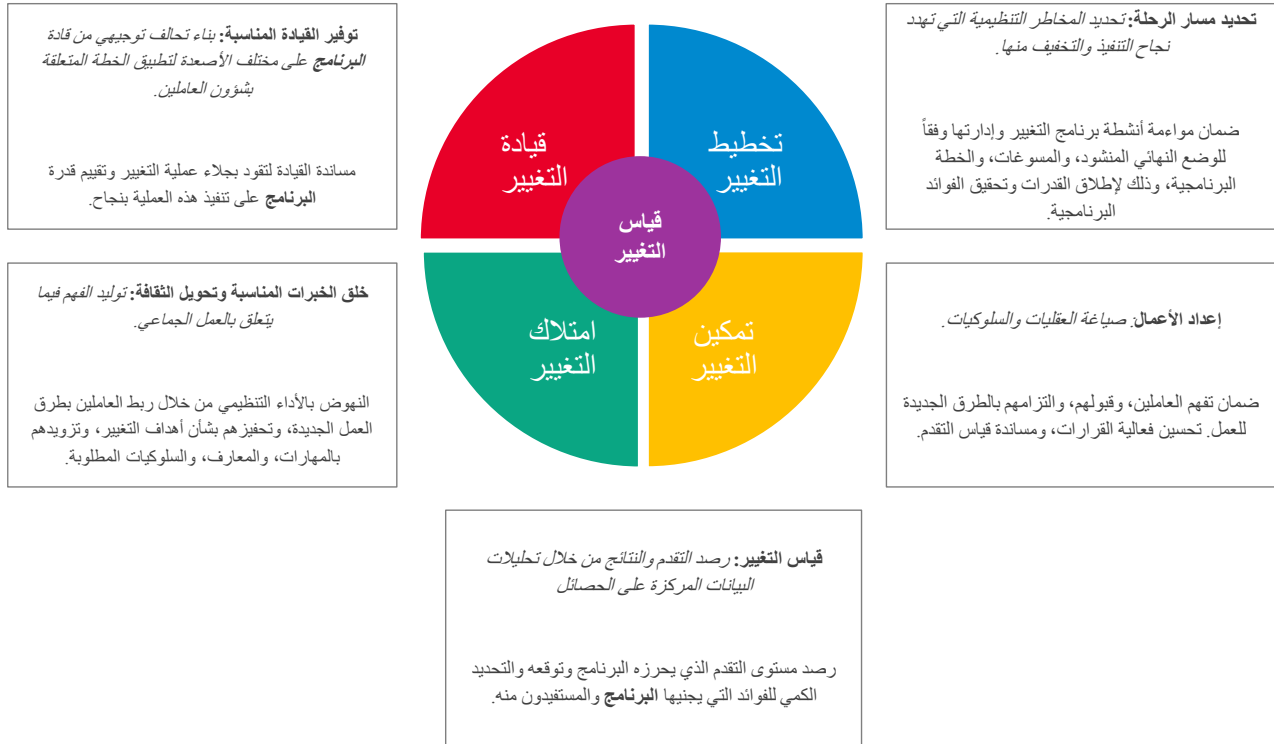 تحديد مسار الرحلة: تحديد المخاطر التنظيمية التي تهدد
نجاح التنفيذ والتخفيف منها.
ضمان مواءمة أنشطة برنامج التغيير وإدارتها وفقاً
للوضع النهائي المنشود، والمسوغات، والخطة
البرنامجية، وذلك لإطلاق القدرات وتحقيق الفوائد
البرنامجية.
تخطيط
التغيير
قيادة
التغيير
توفير القيادة المناسبة: بناء تحالف توجيهي من قادة
البرنامج على مختلف الأصعدة لتطبيق الخطة المتعلقة
بشؤون العاملين.
مساندة القيادة لتقود بجلاء عملية التغيير وتقييم قدرة
البرنامج على تنفيذ هذه العملية بنجاح.
قياس
التغيير
إعداد الأعمال: صياغة العقليات والسلوكيات.
ضمان تفهم العاملين، وقبولهم، والتزامهم بالطرق الجديدة
للعمل. تحسين فعالية القرارات، ومساندة قياس التقدم.
تمكين
التغيير
امتلاك
التغيير
خلق الخبرات المناسبة وتحويل الثقافة: توليد الفهم فيما
يتعلق بالعمل الجماعي.
النهوض بالأداء التنظيمي من خلال ربط العاملين بطرق
العمل الجديدة، وتحفيزهم بشأن أهداف التغيير، وتزويدهم
بالمهارات، والمعارف، والسلوكيات المطلوبة.
قياس التغيير: رصد التقدم والنتائج من خلال تحليلات
البيانات المركزة على الحصائل
رصد مستوى التقدم الذي يحرزه البرنامج وتوقعه والتحديد
الكمي للفوائد التي يجنيها البرنامج والمستفيدون منه.